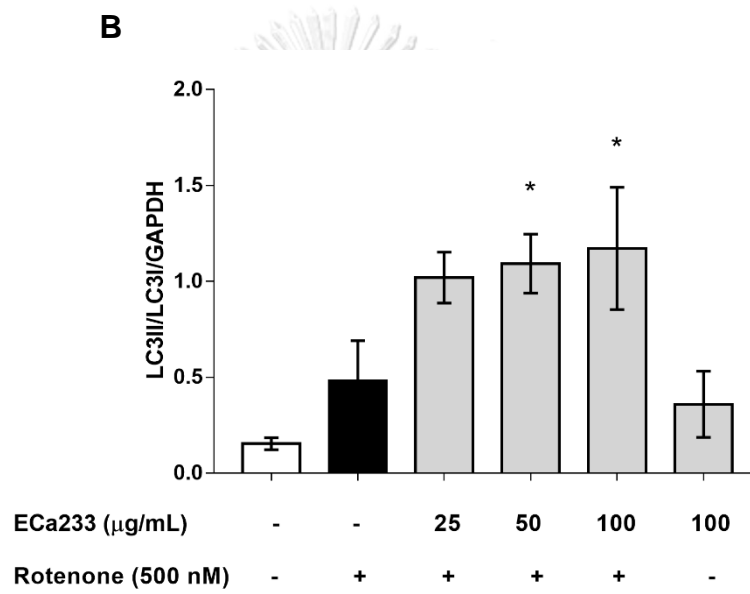 B
2.0
1.5
1.0
0.5
0.0
LC3II/LC3I/GAPDH
* *
ECa233 (μg/mL) - - 25 50 100 100
Rotenone (500 nM) - + + + + -